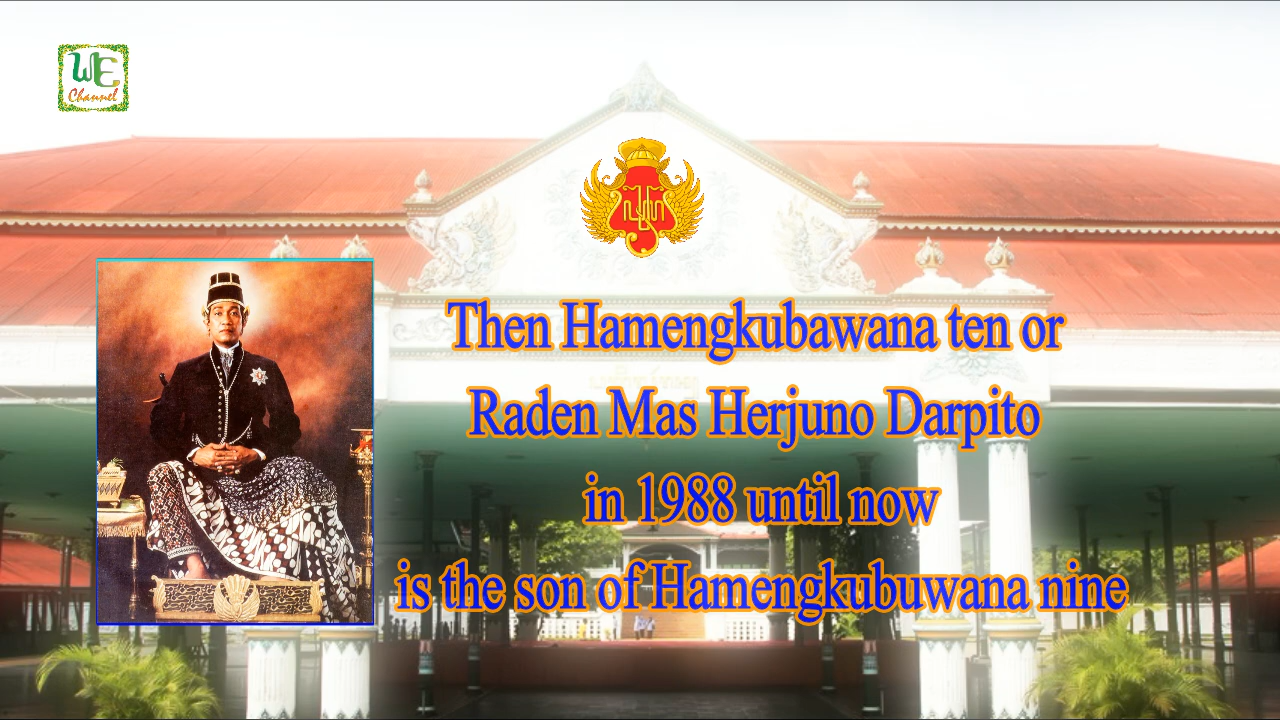 WE
Channel
Then Hamengkubawana ten or
Raden Mas Herjuno Darpito
in 1988 until now
is the son of Hamengkubuwana nine